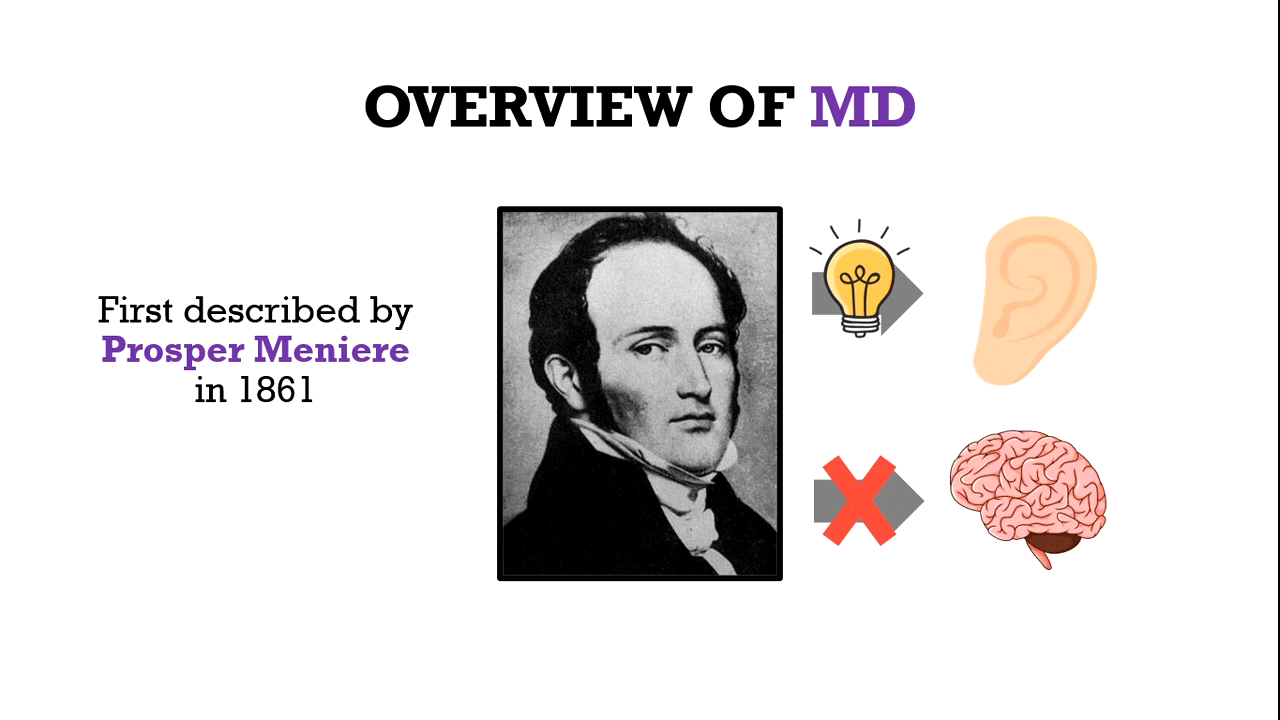 OVERVIEW OF MD
First described by
Prosper Meniere
in 1861